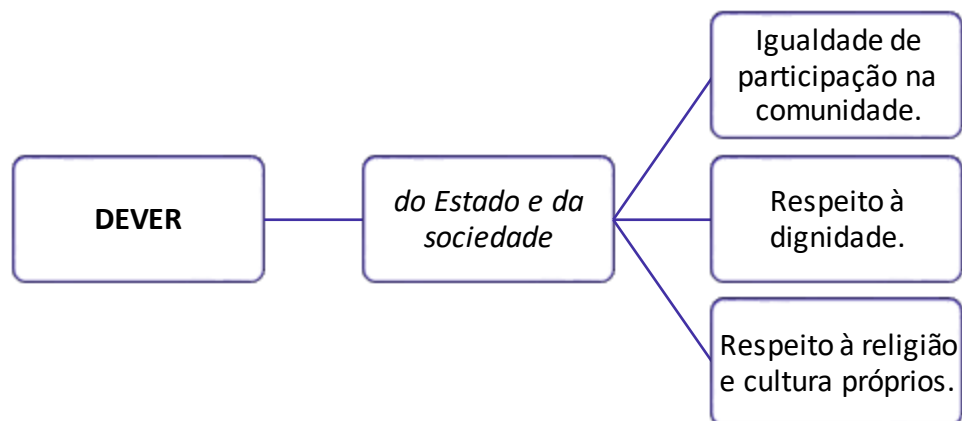 DEVER
do Estado e da
sociedade
Igualdade de
participação na
comunidade.
Respeito à
dignidade.
Respeito à religião
e cultura próprios.